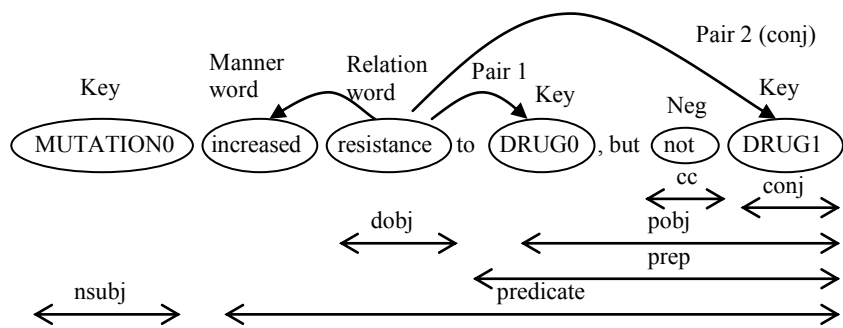 Pair 2 (conj)
Manner word
Relation word
Pair 1
Key
Key
Neg
Key
MUTATION0 increased resistance to DRUG0 , but not DRUG1
cc
conj
dobj
pobj
prep
nsubj
predicate